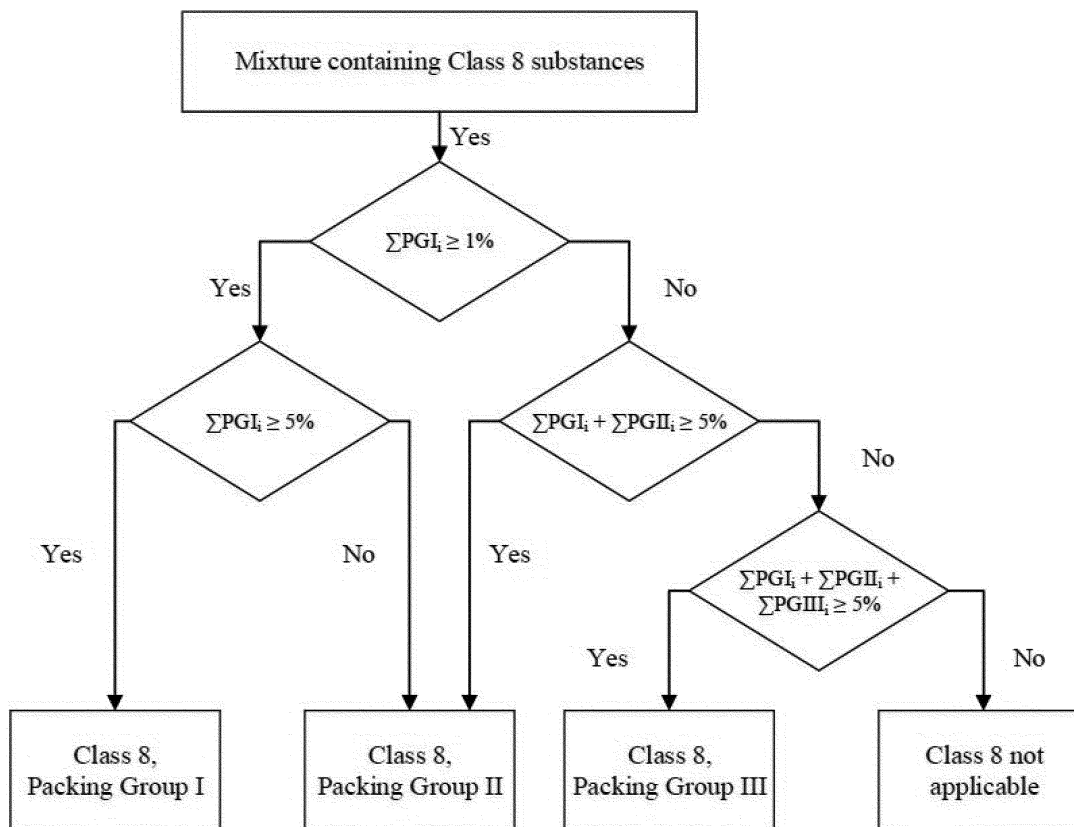 Mixture containing Class 8 substances
Yes
∑PGIᵢ ≥ 1%
Yes
No
∑PGIᵢ ≥ 5%
∑PGIᵢ + ∑PGIIᵢ ≥ 5%
No
Yes
No
Yes
∑PGIᵢ + ∑PGIIᵢ +
∑PGIIIᵢ ≥ 5%
Yes
No
Class 8,
Packing Group I
Class 8,
Packing Group II
Class 8,
Packing Group III
Class 8 not
applicable